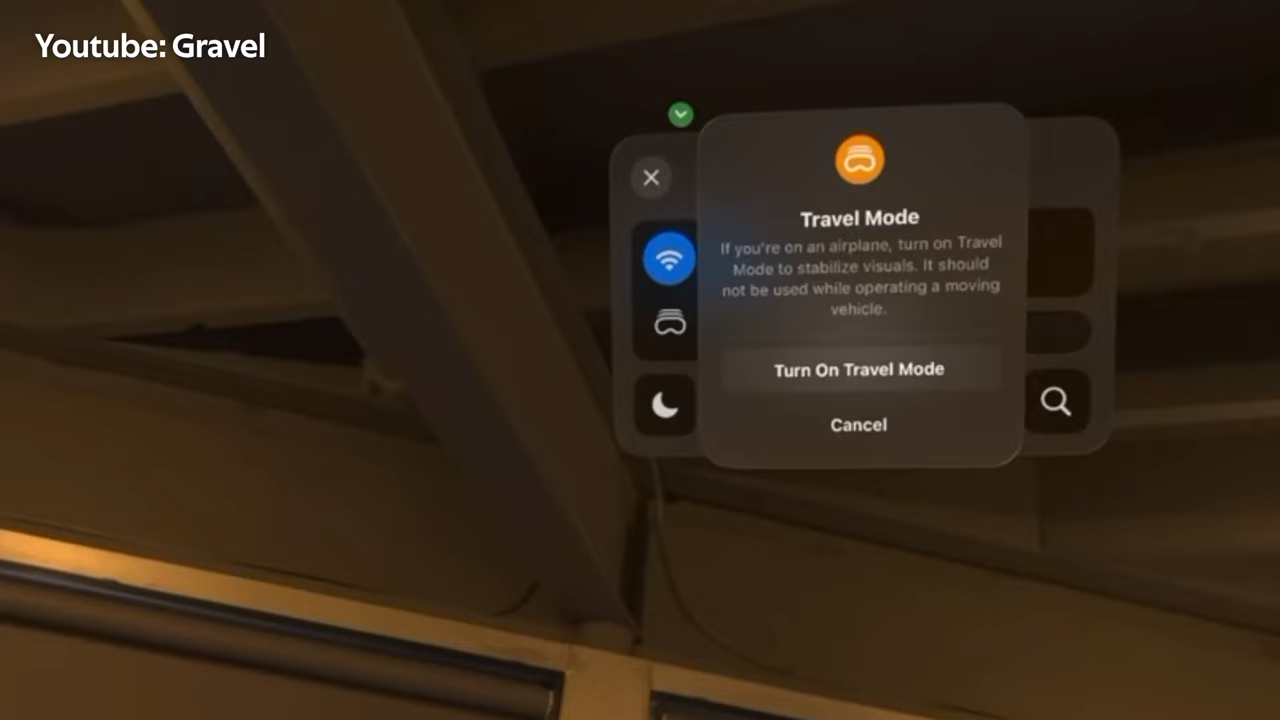 Youtube: Gravel
Travel Mode
If you're on an airplane, turn on Travel
Mode to stabilize visuals. It should
not be used while operating a moving
vehicle.
Turn On Travel Mode
Cancel